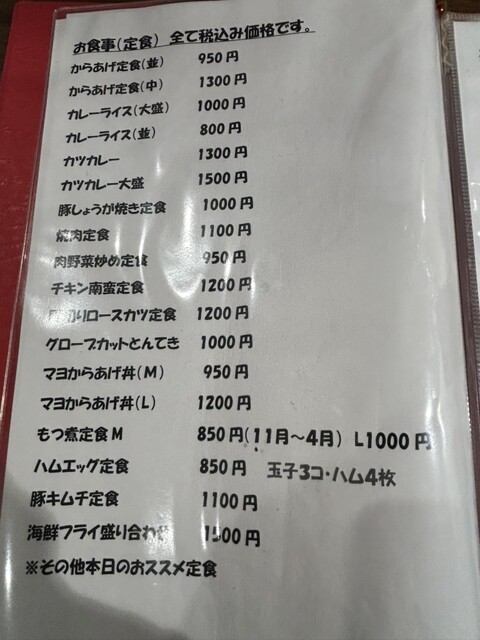 お食事(定食) 全て税込み価格です。
からあげ定食(並) 950円
からあげ定食(中) 1300円
カレーライス(大盛) 1000円
カレーライス(並) 800円
カツカレー 1300円
カツカレー大盛 1500円
豚しょうが焼き定食 1000円
焼肉定食 1100円
肉野菜炒め定食 950円
チキン南蛮定食 1200円
りロースカツ定食 1200円
グローブカットとんてき 1000円
マヨからあげ丼(M) 950円
マヨからあげ丼(L) 1200円
もつ煮定食M 850円(11月〜4月) L1000円
ハムエッグ定食 850円 玉子3コ・ハム4枚
豚キムチ定食 1100円
海鮮フライ盛り合わせ 1500円
※その他本日のおススメ定食